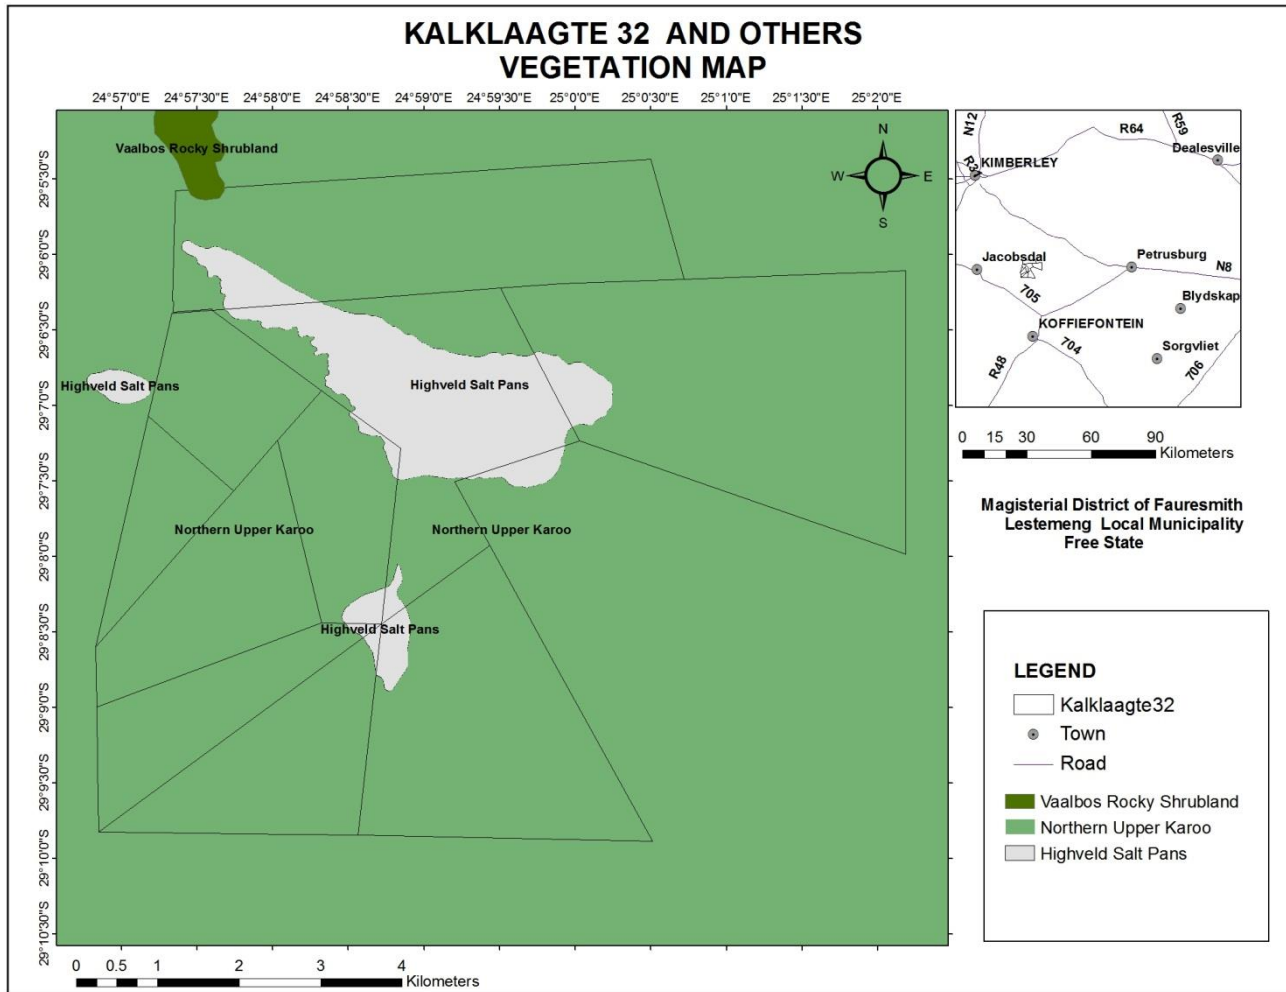 KALKLAAGTE 32 AND OTHERS
VEGETATION MAP
24°57'0"E 24°57'30"E 24°58'0"E 24°58'30"E 24°59'0"E 24°59'30"E 25°0'0"E 25°0'30"E 25°1'0"E 25°1'30"E 25°2'0"E
29°5'30"S
29°6'0"S
29°6'30"S
29°7'0"S
29°7'30"S
29°8'0"S
29°8'30"S
29°9'0"S
29°9'30"S
29°10'0"S
29°10'30"S
Vaalbos Rocky Shrubland
N
W E
S
Highveld Salt Pans
Highveld Salt Pans
Northern Upper Karoo
Northern Upper Karoo
Highveld Salt Pans
0 0.5 1 2 3 4
Kilometers
N12
R59
R64
Dealesville
R31
KIMBERLEY
Jacobsdal
Petrusburg
N8
705
Blydskap
KOFFIEFONTEIN
704
Sorgvliet
R48
706
0 15 30 60 90
Kilometers
Magisterial District of Fauresmith
Lestemeng Local Municipality
Free State
LEGEND
Kalklaagte32
Town
Road
Vaalbos Rocky Shrubland
Northern Upper Karoo
Highveld Salt Pans